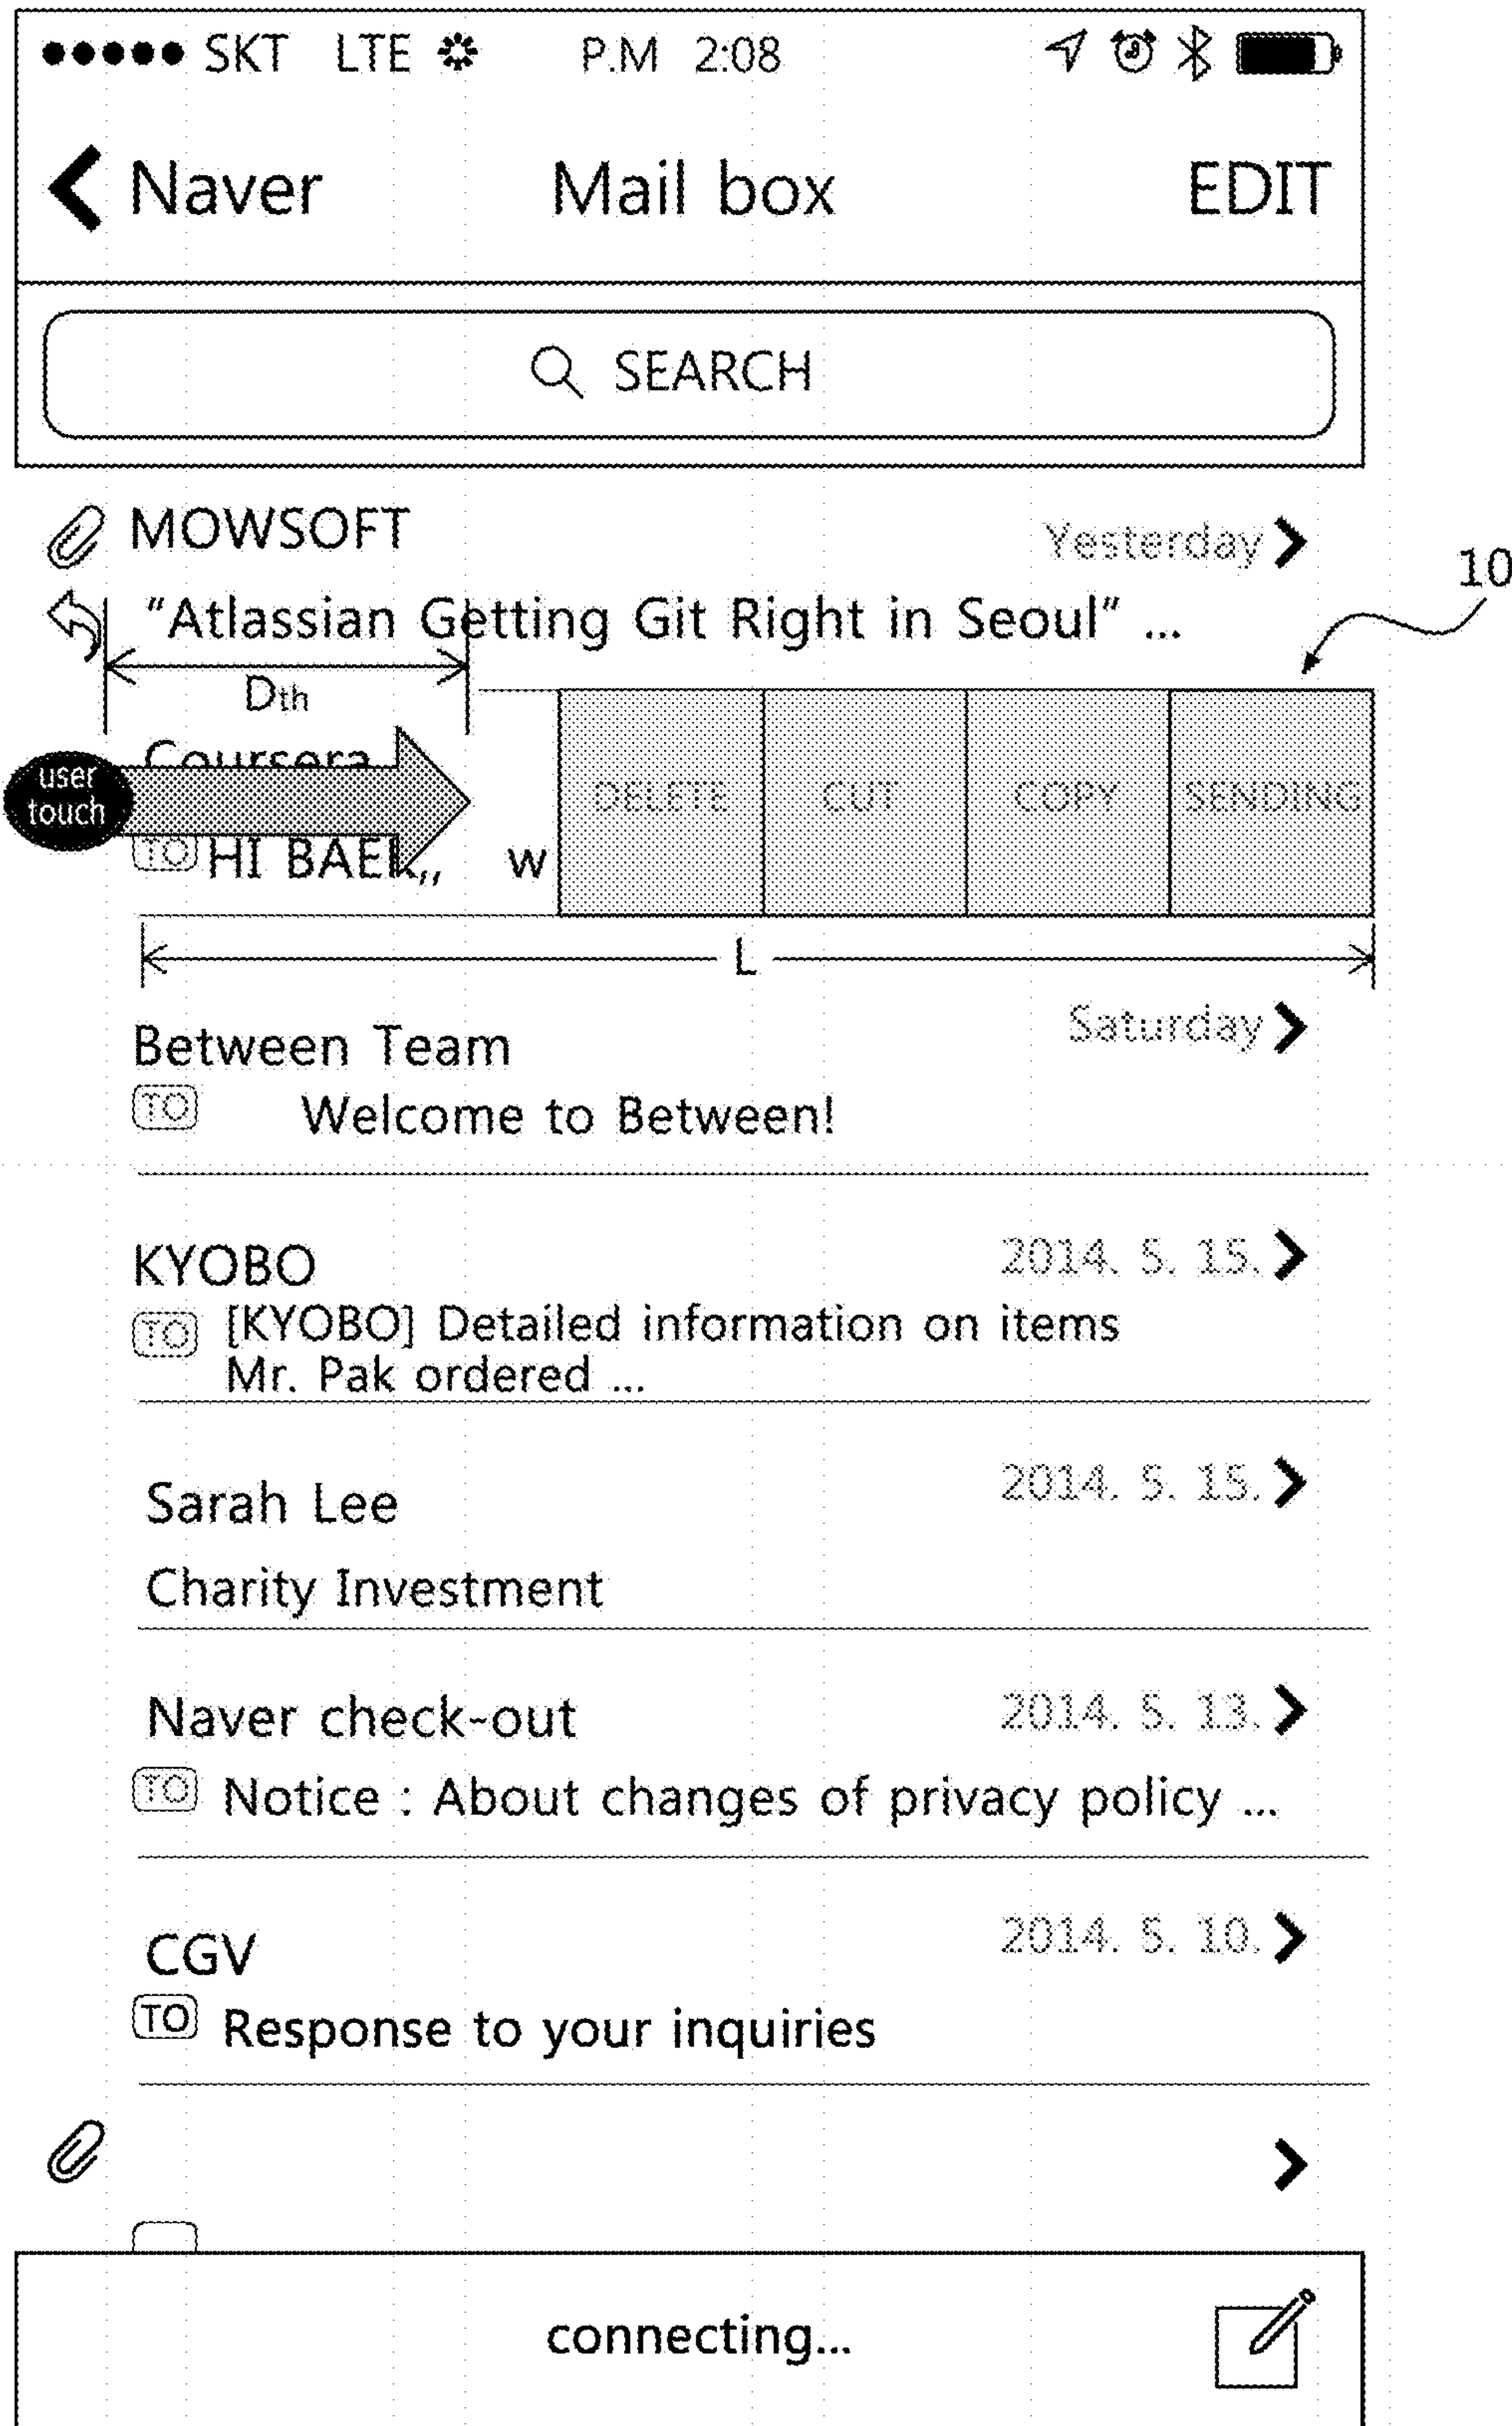 SKT LTE P.M 2:08
Naver Mail box EDIT
SEARCH
MOWSOFT Yesterday
10
“Atlassian Getting Git Right in Seoul” ...
Dth
Coursera
user
touch
DELETE CUT COPY SENDING
TO HI BAEK,, W
L
Between Team Saturday
TO Welcome to Between!
KYOBO 2014. 5. 15.
TO [KYOBO] Detailed information on items
Mr. Pak ordered ...
Sarah Lee 2014. 5. 15.
Charity Investment
Naver check-out 2014. 5. 13.
TO Notice : About changes of privacy policy ...
CGV 2014. 5. 10.
TO Response to your inquiries
connecting...